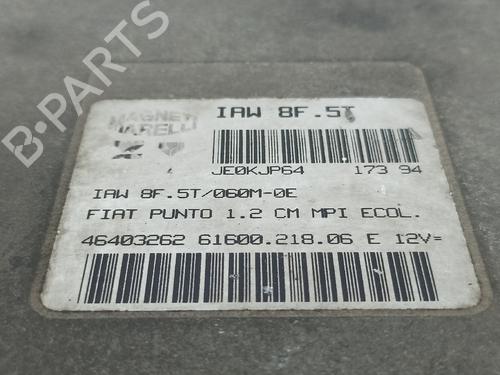 IAW 8F.5T
MAGNETI
MARELLI
JE0KJP64 173 94
IAW 8F.5T/060M-0E
FIAT PUNTO 1.2 CM MPI ECOL.
46403262 61600.218.06 E 12V=
B-PARTS